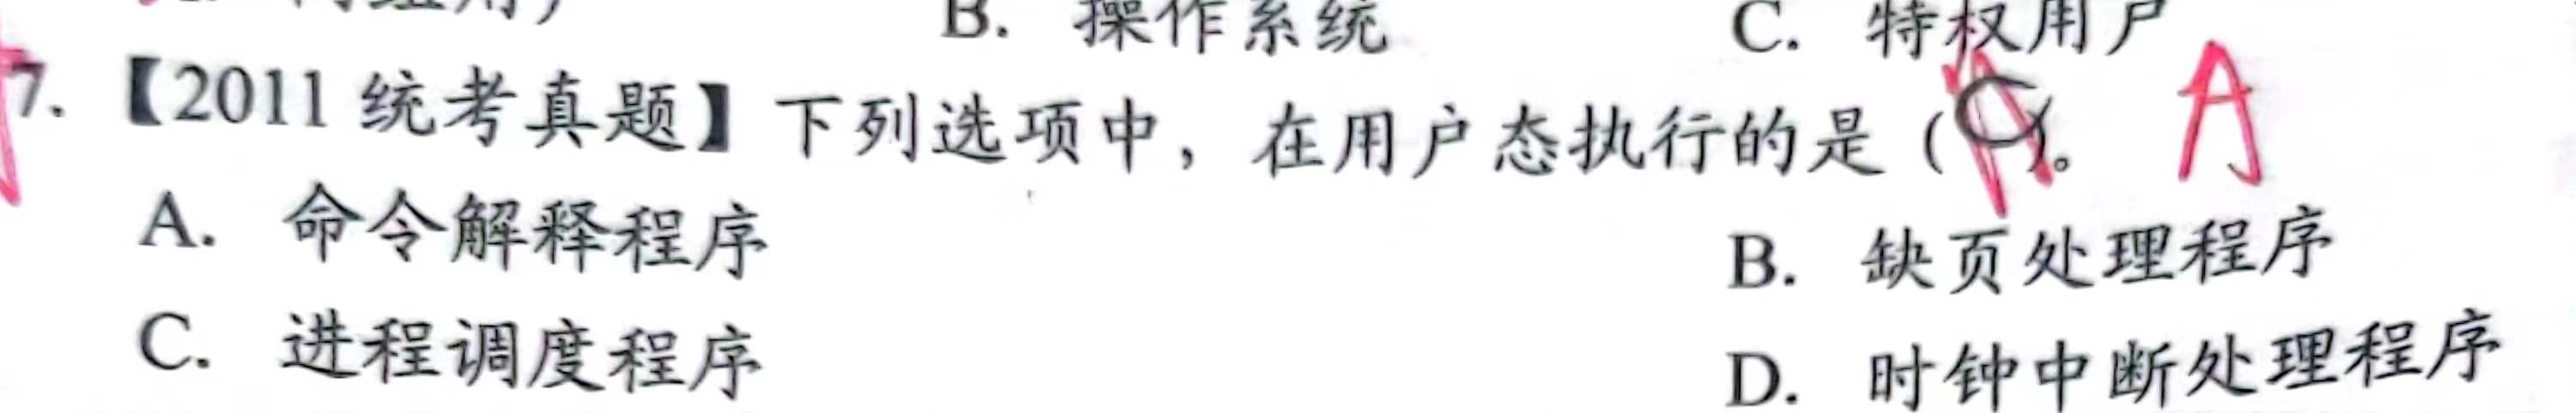 B. 操作系统 C. 特权用户
7. 【2011 统考真题】下列选项中，在用户态执行的是（C）。 A
A. 命令解释程序 B. 缺页处理程序
C. 进程调度程序 D. 时钟中断处理程序